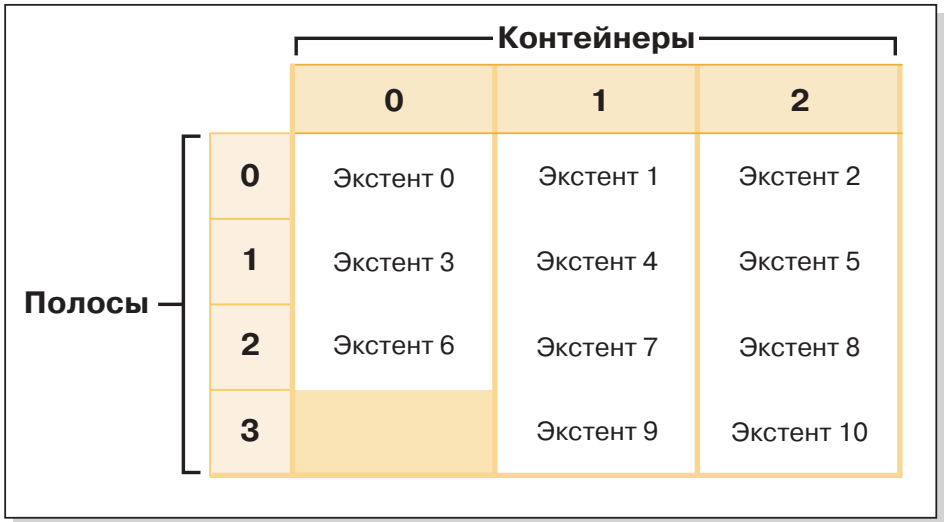 Контейнеры
0 1 2
0 Экстент 0 Экстент 1 Экстент 2
1 Экстент 3 Экстент 4 Экстент 5
Полосы
2 Экстент 6 Экстент 7 Экстент 8
3 Экстент 9 Экстент 10